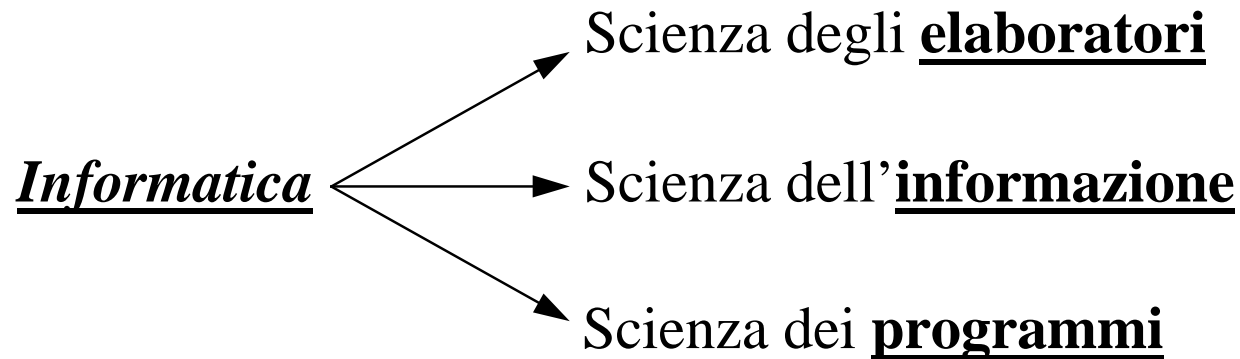 Scienza degli elaboratori
Informatica
Scienza dell’informazione
Scienza dei programmi